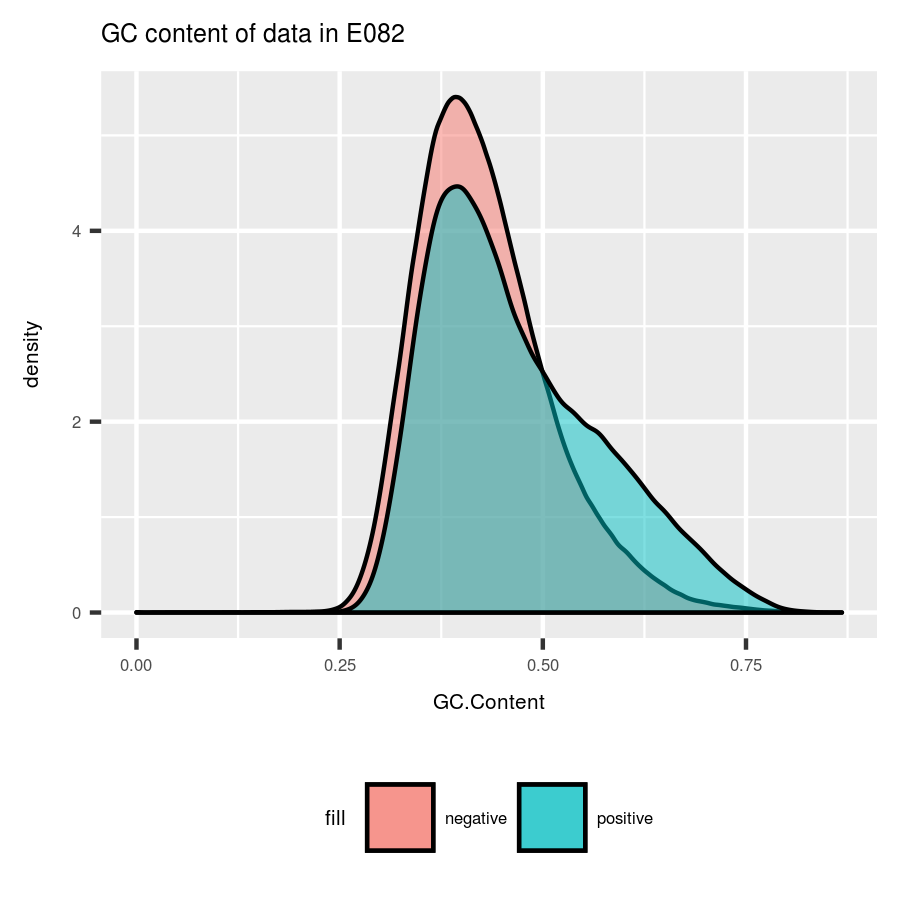 GC content of data in E082
density
4
2
0
0.00 0.25 0.50 0.75
GC.Content
fill negative positive